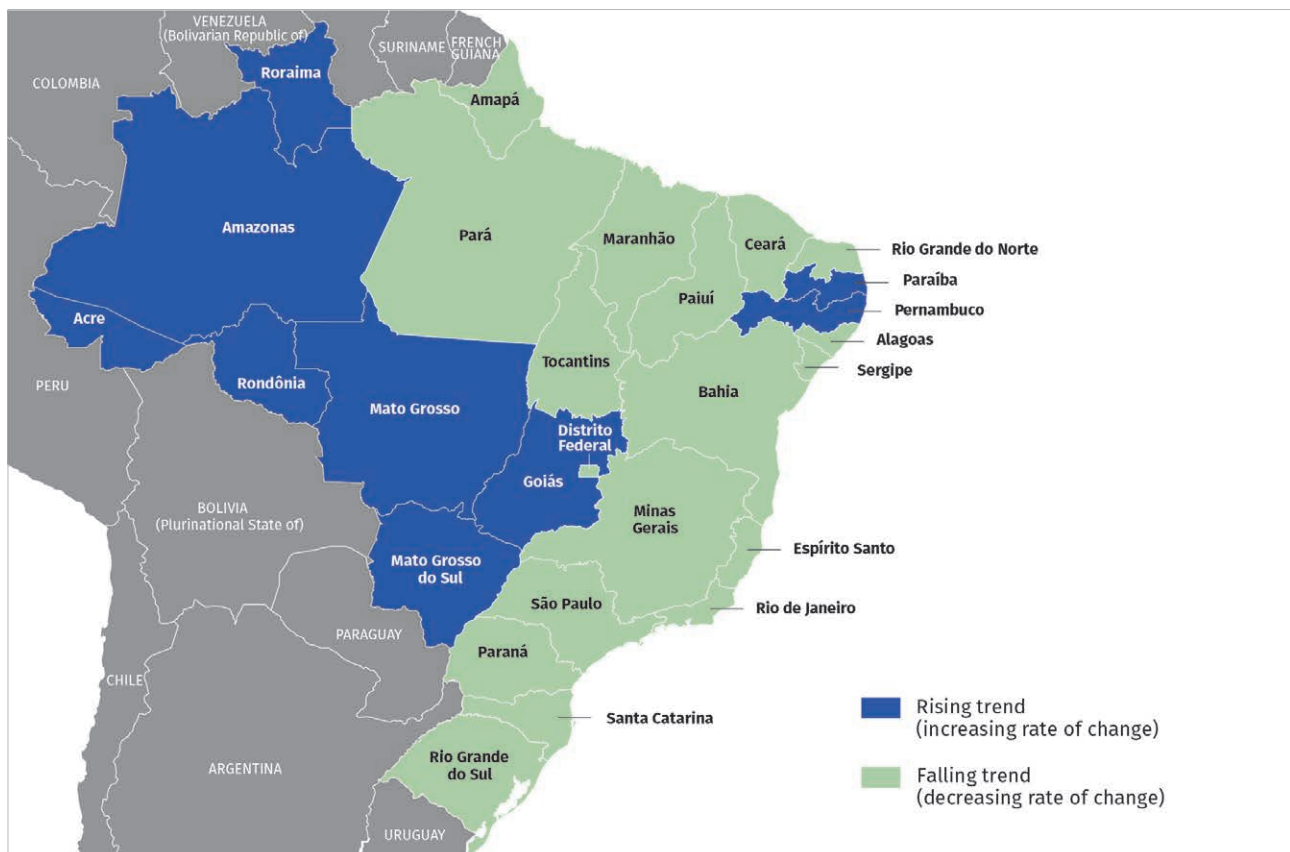 VENEZUELA
(Bolivarian Republic of)
SURINAME
FRENCH
GUIANA
COLOMBIA
Roraima
Amapá
Amazonas
Pará
Maranhão
Ceará
Rio Grande do Norte
Paraíba
Paiuí
Pernambuco
Acre
Alagoas
Tocantins
Sergipe
PERU
Rondônia
Bahia
Mato Grosso
Distrito
Federal
Goiás
BOLIVIA
(Plurinational State of)
Minas
Gerais
Espírito Santo
Mato Grosso
do Sul
São Paulo
Rio de Janeiro
PARAGUAY
Paraná
CHILE
Santa Catarina
Rising trend
(increasing rate of change)
Rio Grande
do Sul
ARGENTINA
Falling trend
(decreasing rate of change)
URUGUAY